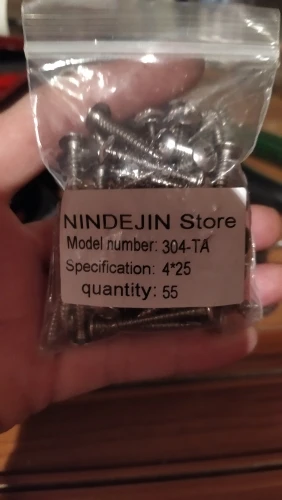 NINDEJIN Store
Model number: 304-TA
Specification: 4*25
quantity: 55